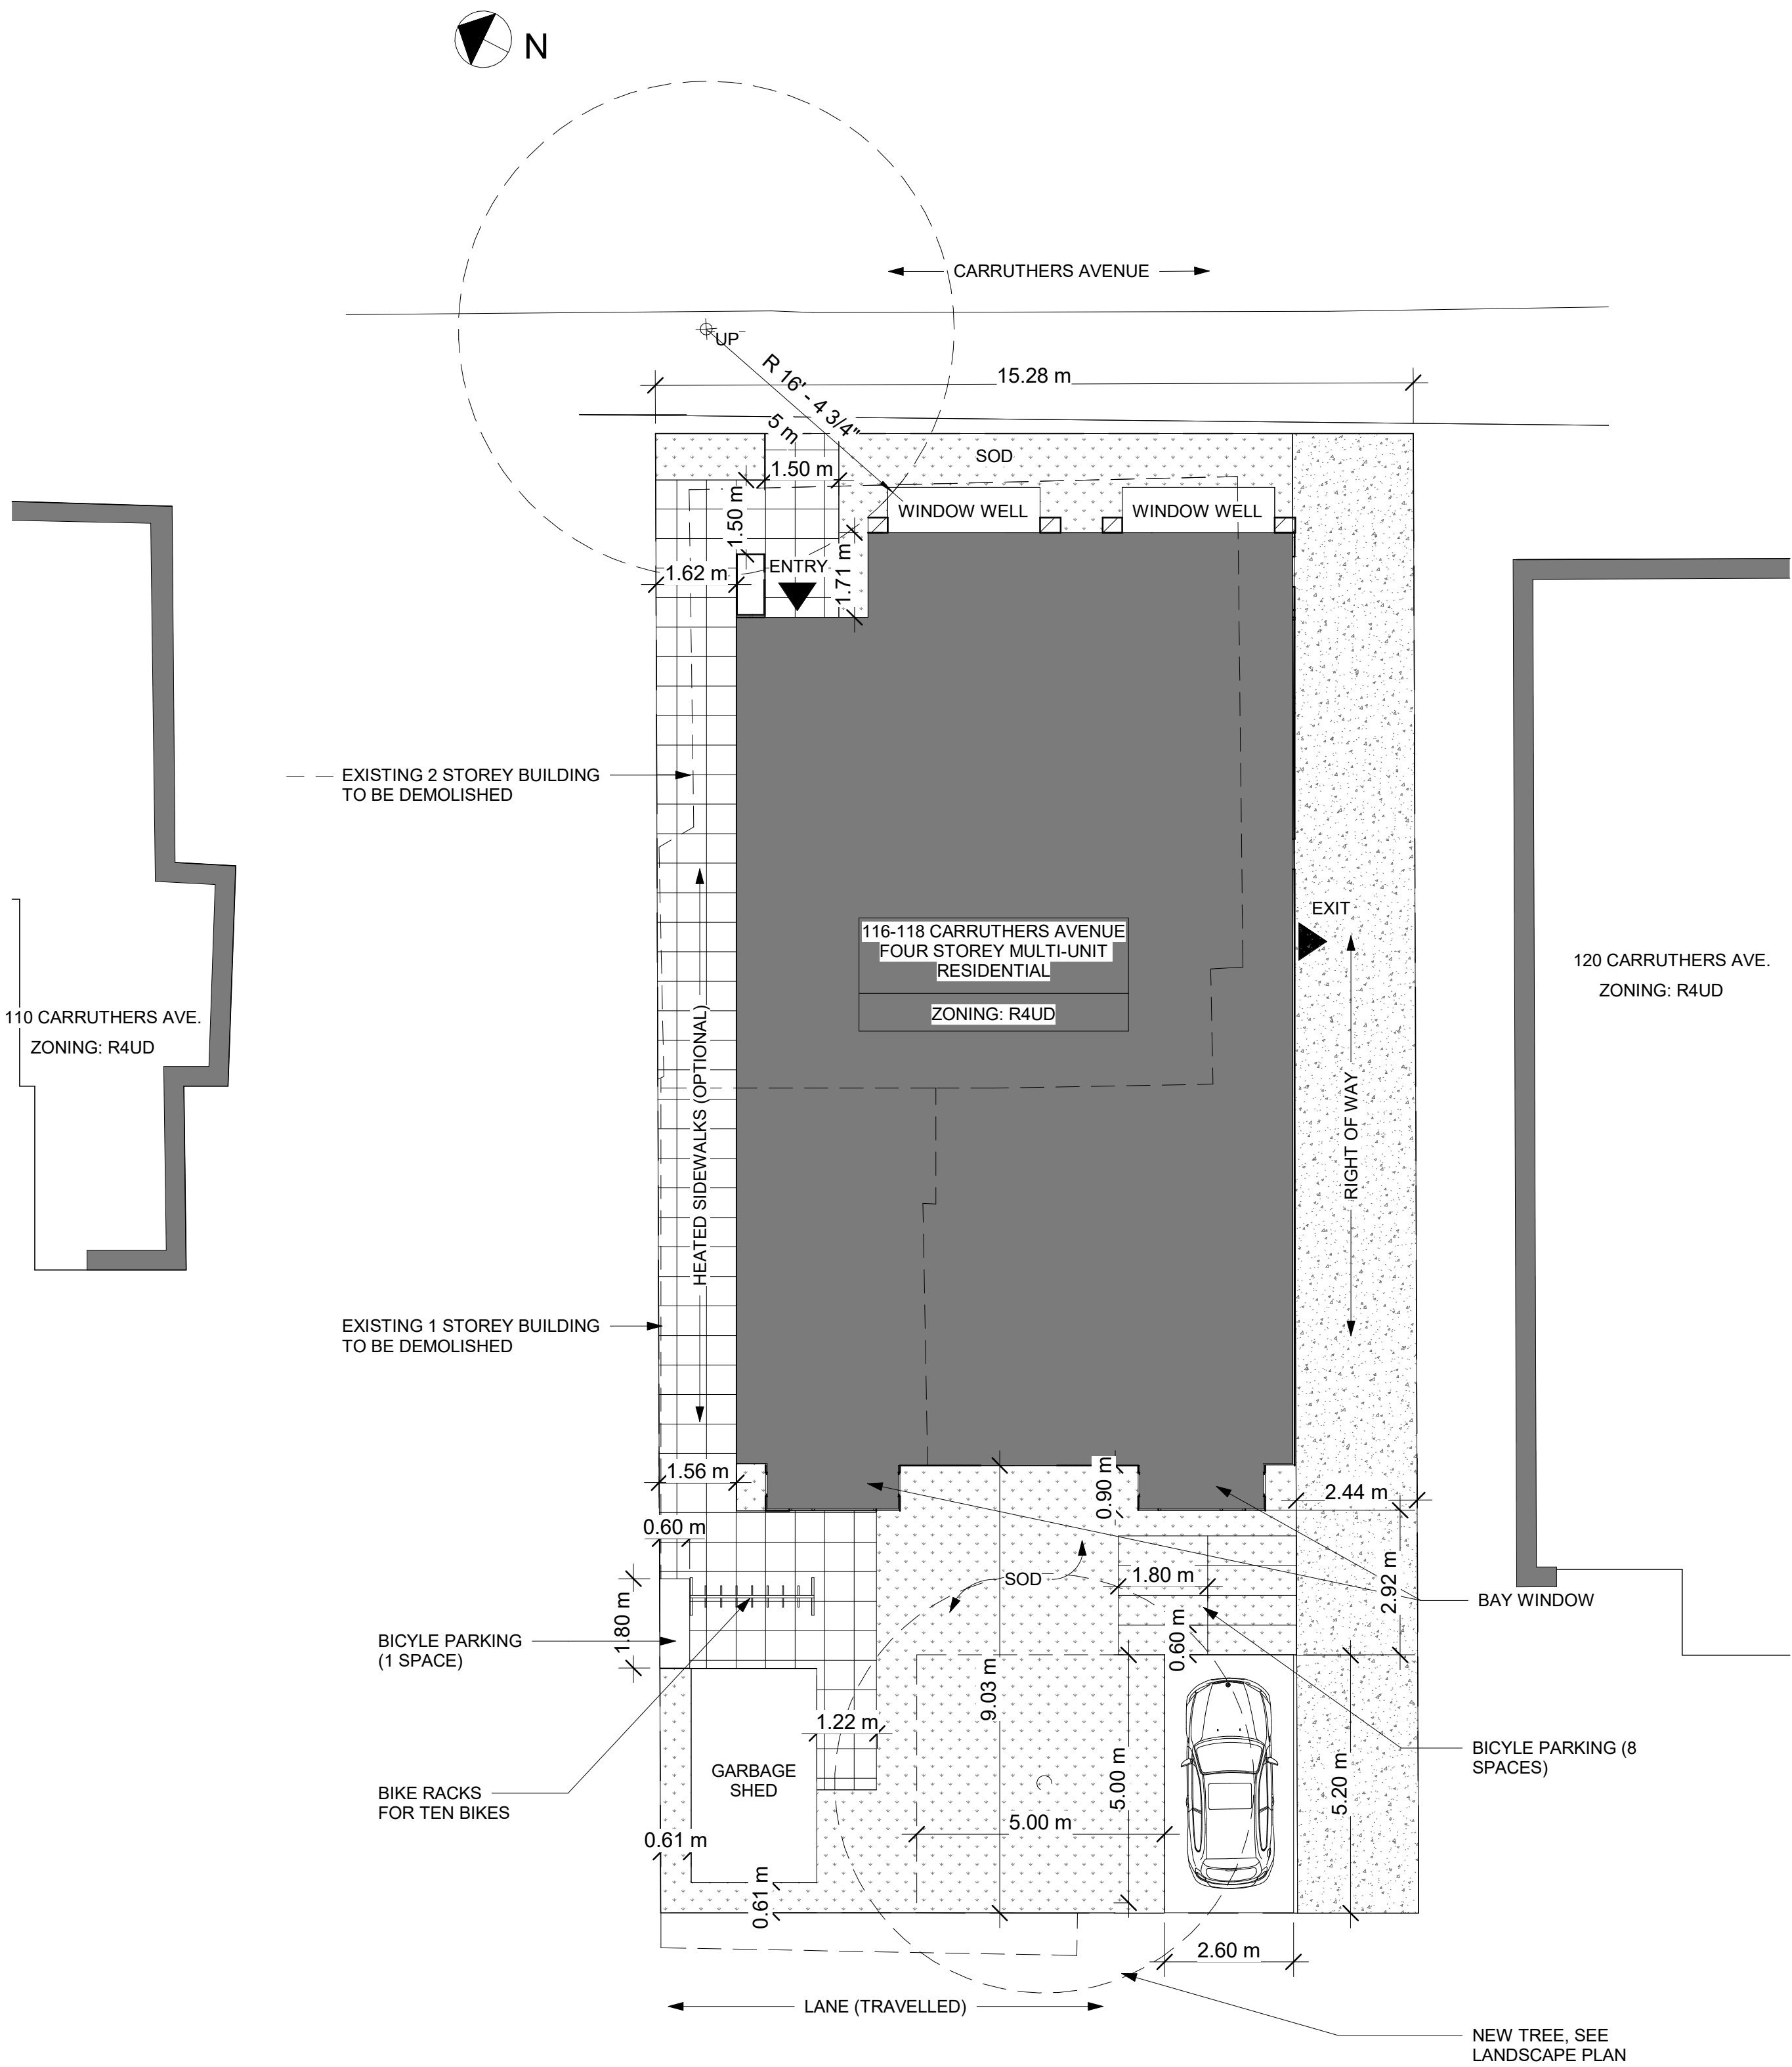 N
CARRUTHERS AVENUE
UP
15.28 m
R 16' - 4 3/4"
5 m
SOD
1.50 m
1.50 m
WINDOW WELL
WINDOW WELL
1.62 m
ENTRY
1.71 m
EXISTING 2 STOREY BUILDING
TO BE DEMOLISHED
EXIT
116-118 CARRUTHERS AVENUE
FOUR STOREY MULTI-UNIT
RESIDENTIAL
ZONING: R4UD
120 CARRUTHERS AVE.
ZONING: R4UD
110 CARRUTHERS AVE.
ZONING: R4UD
HEATED SIDEWALKS (OPTIONAL)
RIGHT OF WAY
EXISTING 1 STOREY BUILDING
TO BE DEMOLISHED
1.56 m
0.90 m
2.44 m
0.60 m
SOD
1.80 m
2.92 m
BAY WINDOW
1.80 m
0.60 m
BICYLE PARKING
(1 SPACE)
9.03 m
1.22 m
BICYLE PARKING (8
SPACES)
GARBAGE
SHED
5.00 m
5.20 m
BIKE RACKS
FOR TEN BIKES
5.00 m
0.61 m
0.61 m
2.60 m
LANE (TRAVELLED)
NEW TREE, SEE
LANDSCAPE PLAN